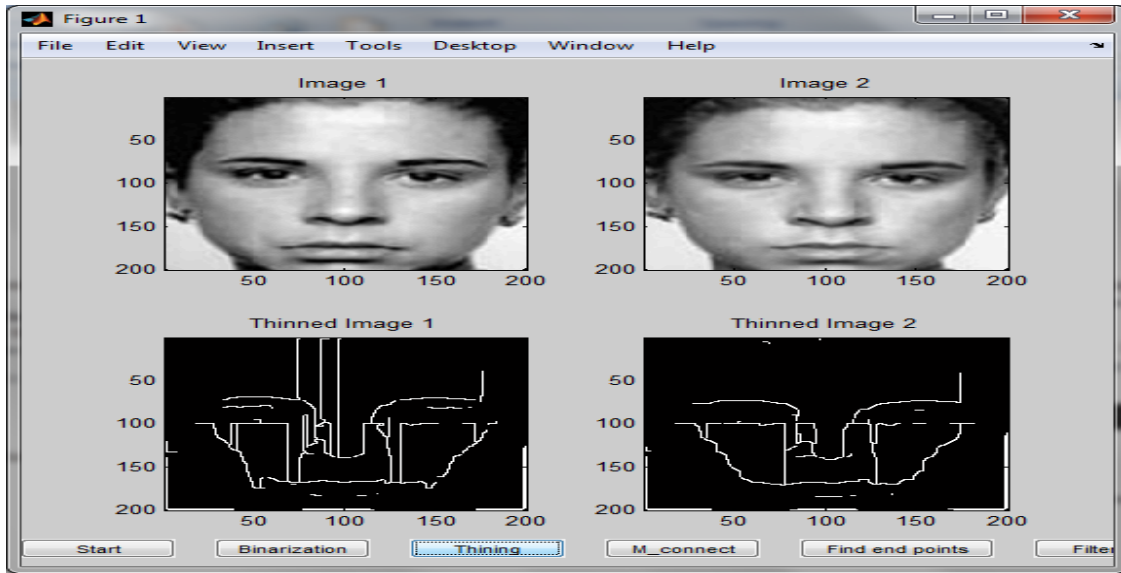 Figure 1
File Edit View Insert Tools Desktop Window Help
Image 1 Image 2
50 50
100 100
150 150
200 200
50 100 150 200 50 100 150 200
Thinned Image 1 Thinned Image 2
50 50
100 100
150 150
200 200
50 100 150 200 50 100 150 200
Start Binarization Thining M_connect Find end points Filter